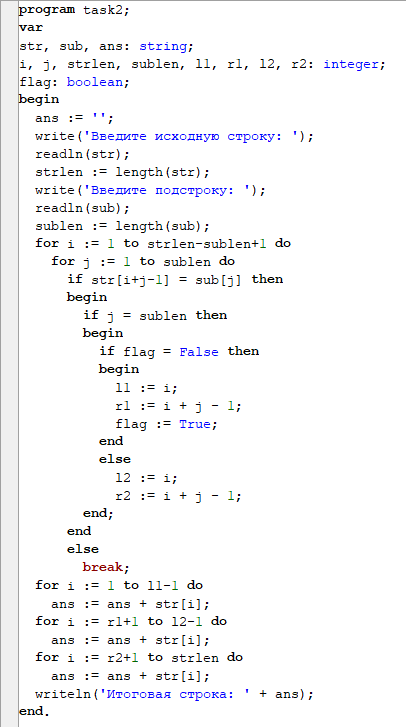 program task2;
var
str, sub, ans: string;
i, j, strlen, sublen, l1, r1, l2, r2: integer;
flag: boolean;
begin
  ans := '';
  write('Введите исходную строку: ');
  readln(str);
  strlen := length(str);
  write('Введите подстроку: ');
  readln(sub);
  sublen := length(sub);
  for i := 1 to strlen-sublen+1 do
    for j := 1 to sublen do
      if str[i+j-1] = sub[j] then
      begin
        if j = sublen then
        begin
          if flag = False then
          begin
            l1 := i;
            r1 := i + j - 1;
            flag := True;
          end
          else
            l2 := i;
            r2 := i + j - 1;
        end;
      end
      else
        break;
  for i := 1 to l1-1 do
    ans := ans + str[i];
  for i := r1+1 to l2-1 do
    ans := ans + str[i];
  for i := r2+1 to strlen do
    ans := ans + str[i];
  writeln('Итоговая строка: ' + ans);
end.